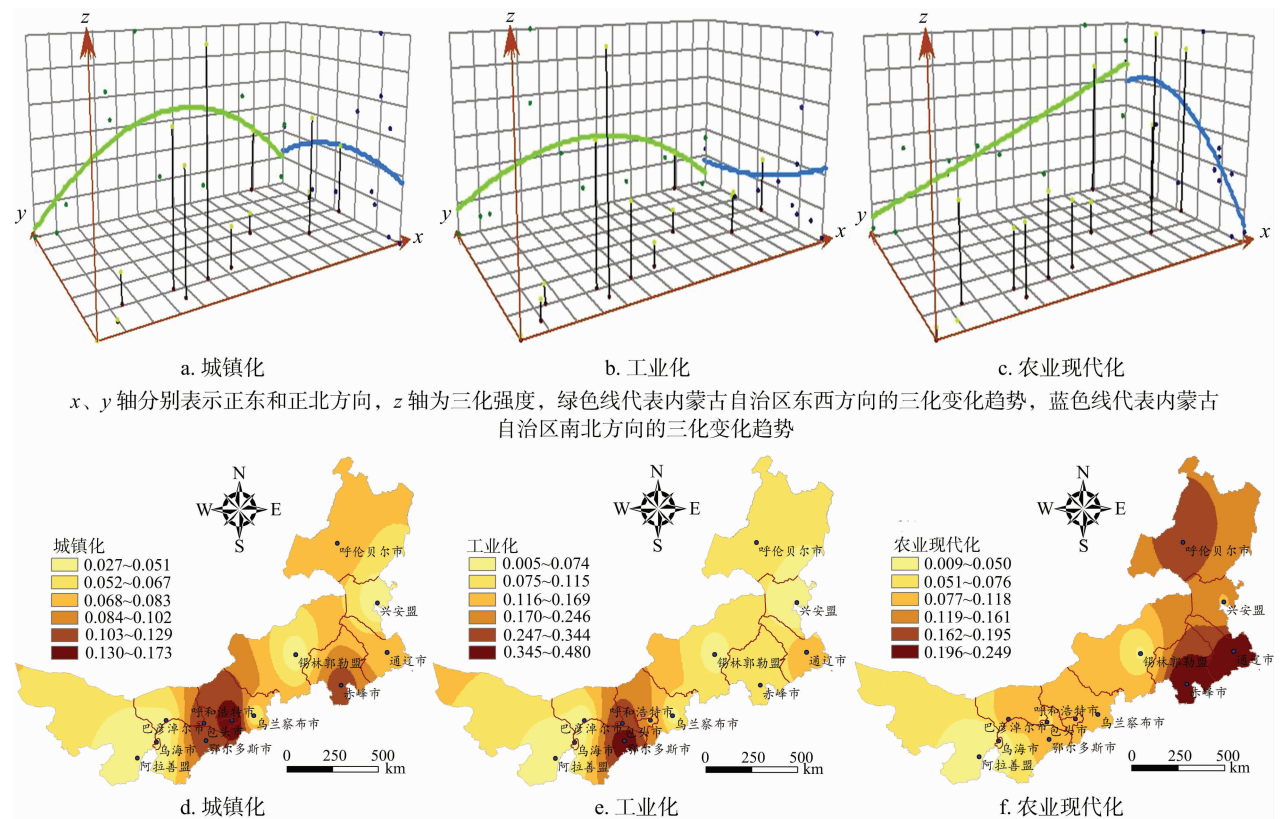 z
z
z
y
x
y
x
y
x
a. 城镇化
b. 工业化
c. 农业现代化
x、y 轴分别表示正东和正北方向，z 轴为三化强度，绿色线代表内蒙古自治区东西方向的三化变化趋势，蓝色线代表内蒙古
自治区南北方向的三化变化趋势
N
W
E
S
城镇化
0.027~0.051
0.052~0.067
0.068~0.083
0.084~0.102
0.103~0.129
0.130~0.173
呼伦贝尔市
兴安盟
锡林郭勒盟
通辽市
赤峰市
呼和浩特市
乌兰察布市
巴彦淖尔市
包头市
乌海市
鄂尔多斯市
阿拉善盟
0 250 500
km
d. 城镇化
N
W
E
S
工业化
0.005~0.074
0.075~0.115
0.116~0.169
0.170~0.246
0.247~0.344
0.345~0.480
呼伦贝尔市
兴安盟
锡林郭勒盟
通辽市
赤峰市
呼和浩特市
乌兰察布市
巴彦淖尔市
包头市
乌海市
鄂尔多斯市
阿拉善盟
0 250 500
km
e. 工业化
N
W
E
S
农业现代化
0.009~0.050
0.051~0.076
0.077~0.118
0.119~0.161
0.162~0.195
0.196~0.249
呼伦贝尔市
兴安盟
锡林郭勒盟
通辽市
赤峰市
呼和浩特市
乌兰察布市
巴彦淖尔市
包头市
乌海市
鄂尔多斯市
阿拉善盟
0 250 500
km
f. 农业现代化